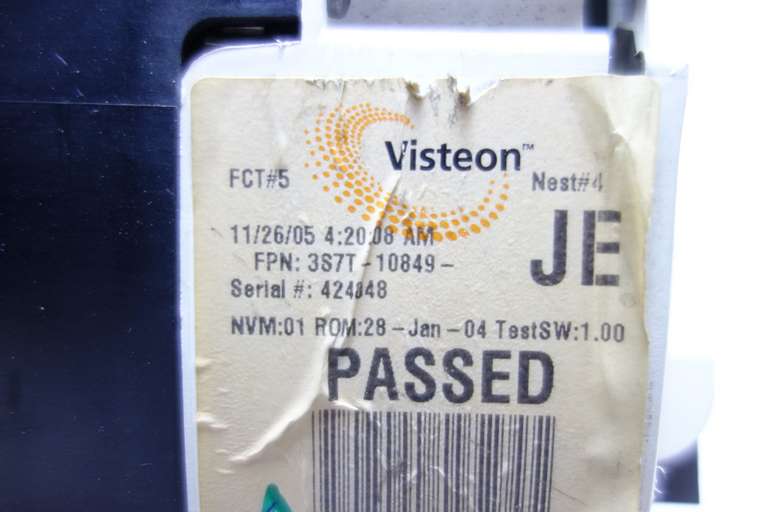 Visteon™
FCT#5 Nest#4
11/26/05 4:20:08 AM JE
FPN: 3S7T-10849-
Serial #:
NVM:01 ROM:28-Jan-04 TestSW:1.00
PASSED